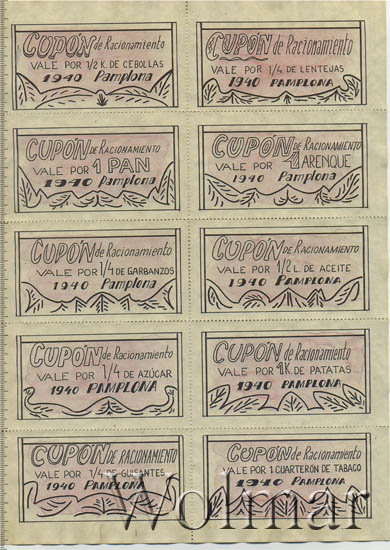 CUPÓN de Racionamiento
VALE POR 1/2 K. DE CEBOLLAS
1940 Pamplona
CUPÓN de Racionamiento
VALE POR 1/4 DE LENTEJAS
1940 PAMPLONA
CUPÓN DE RACIONAMIENTO
VALE POR 1 PAN
1940 Pamplona
CUPÓN de Racionamiento
VALE POR 1 ARENQUE
1940 PAMPLONA
CUPÓN de Racionamiento
VALE POR 1/4 DE GARBANZOS
1940 Pamplona
CUPÓN DE RACIONAMIENTO
VALE POR 1/2 L. DE ACEITE
1940 PAMPLONA
CUPÓN de Racionamiento
VALE POR 1/4 DE AZÚCAR
1940 PAMPLONA
CUPÓN de Racionamiento
VALE POR 1K DE PATATAS
1940 PAMPLONA
CUPÓN DE RACIONAMIENTO
VALE POR 1/4 DE GUISANTES
1940 PAMPLONA
CUPÓN de Racionamiento
VALE POR 1 CUARTERÓN DE TABACO
1940 PAMPLONA
Wolmar